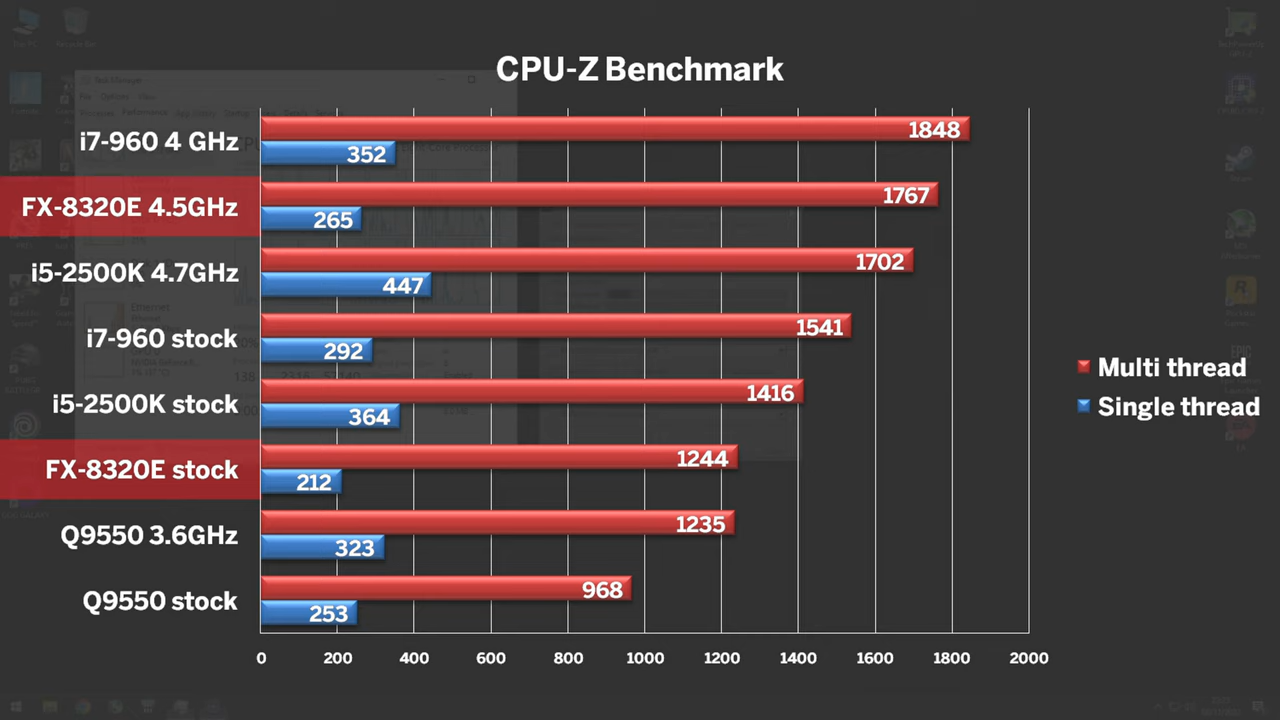 CPU-Z Benchmark
i7-960 4 GHz
1848
352
FX-8320E 4.5GHz
1767
265
i5-2500K 4.7GHz
1702
447
i7-960 stock
1541
292
i5-2500K stock
1416
364
FX-8320E stock
1244
212
Q9550 3.6GHz
1235
323
Q9550 stock
968
253
0 200 400 600 800 1000 1200 1400 1600 1800 2000
Multi thread
Single thread